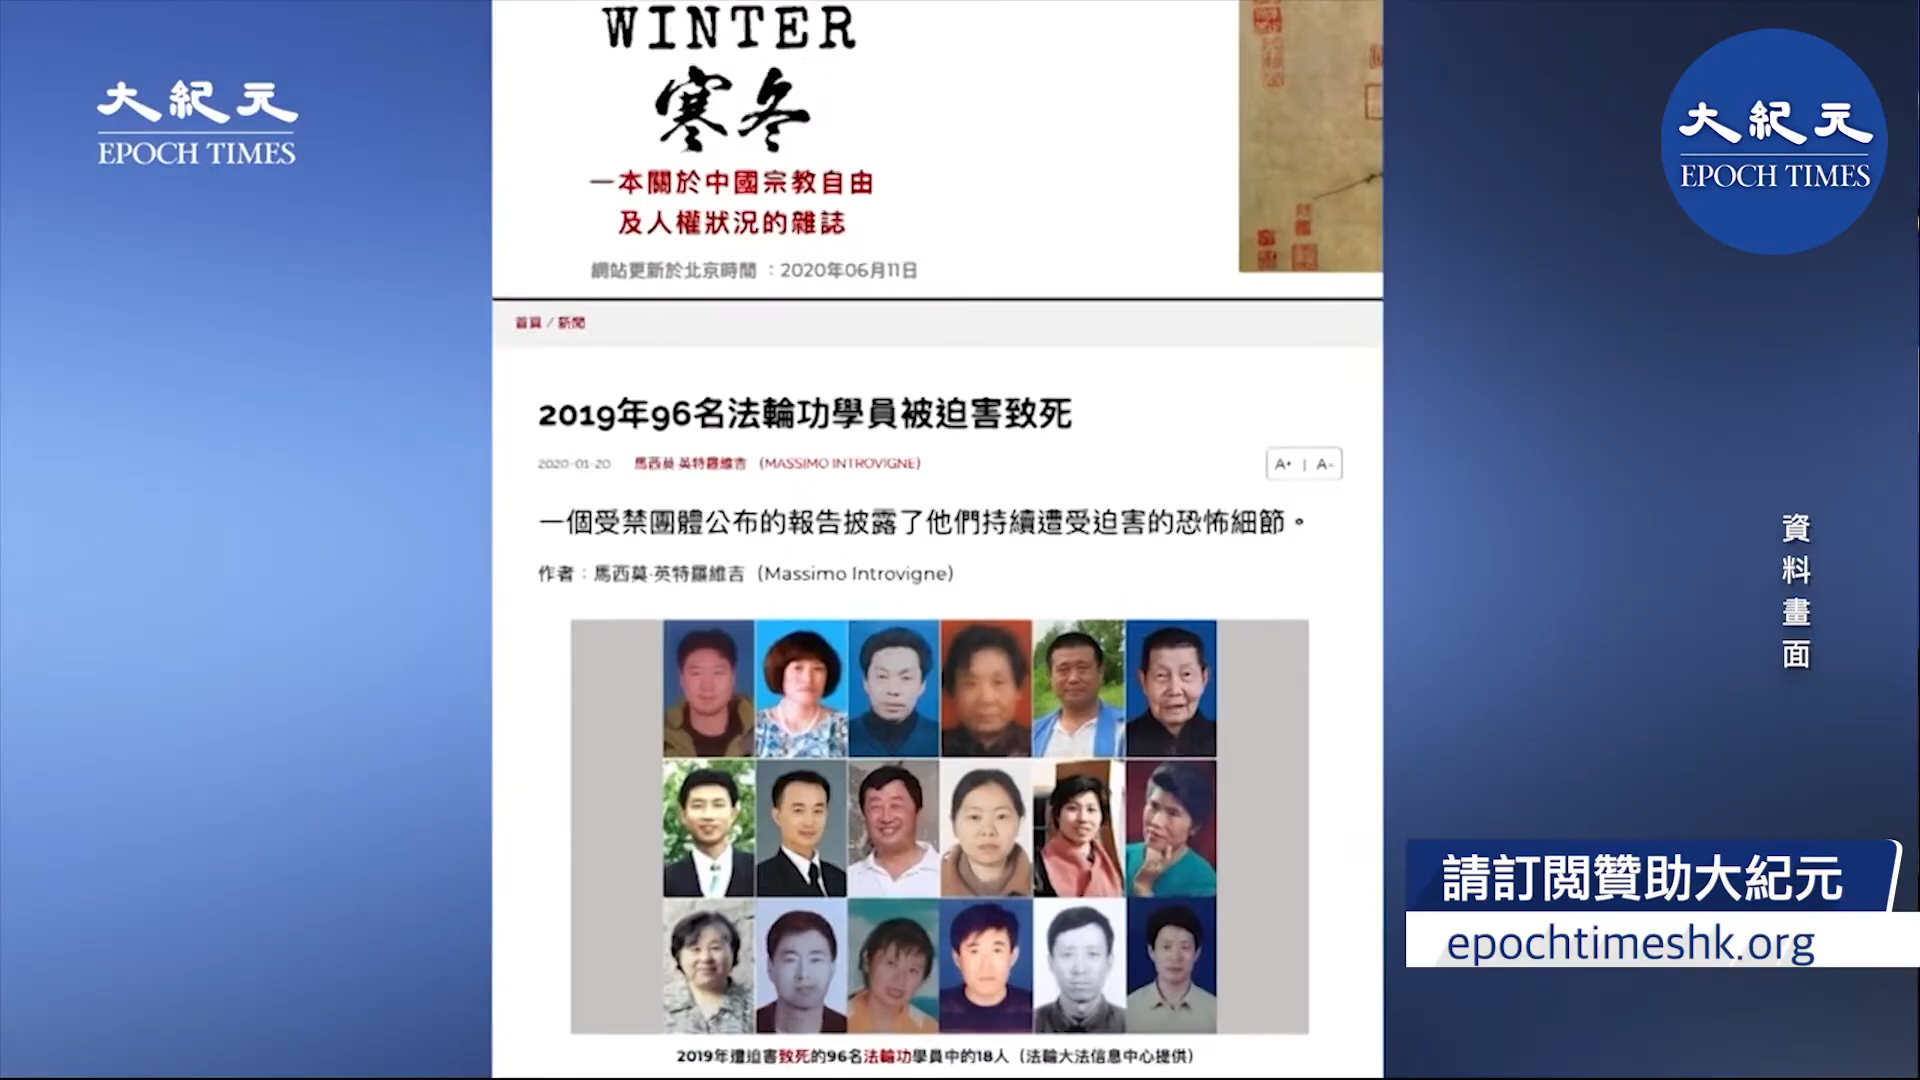 大紀元
EPOCH TIMES
WINTER
寒冬
一本關於中國宗教自由
及人權狀況的雜誌
網站更新於北京時間 ：2020年06月11日
大紀元
EPOCH TIMES
首頁 / 新聞
2019年96名法輪功學員被迫害致死
2020-01-20 馬西莫·英特羅維吉 （MASSIMO INTROVIGNE）
A+ | A-
一個受禁團體公布的報告披露了他們持續遭受迫害的恐怖細節。
作者：馬西莫·英特羅維吉（Massimo Introvigne）
資料畫面
請訂閱贊助大紀元
epochtimeshk.org
2019年遭迫害致死的96名法輪功學員中的18人（法輪大法信息中心提供）